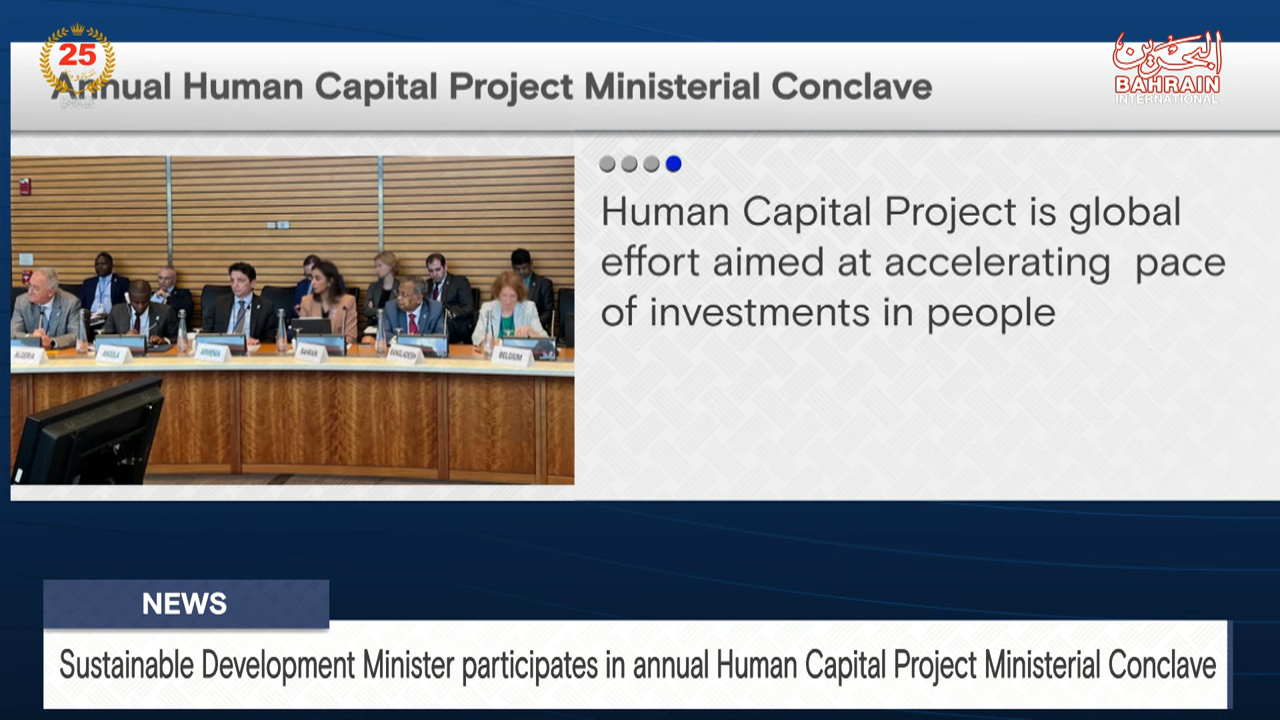 25
Annual Human Capital Project Ministerial Conclave
البحرين
BAHRAIN
INTERNATIONAL
Human Capital Project is global
effort aimed at accelerating pace
of investments in people
ALGERIA
ANGOLA
ARMENIA
BAHRAIN
BANGLADESH
BELGIUM
NEWS
Sustainable Development Minister participates in annual Human Capital Project Ministerial Conclave